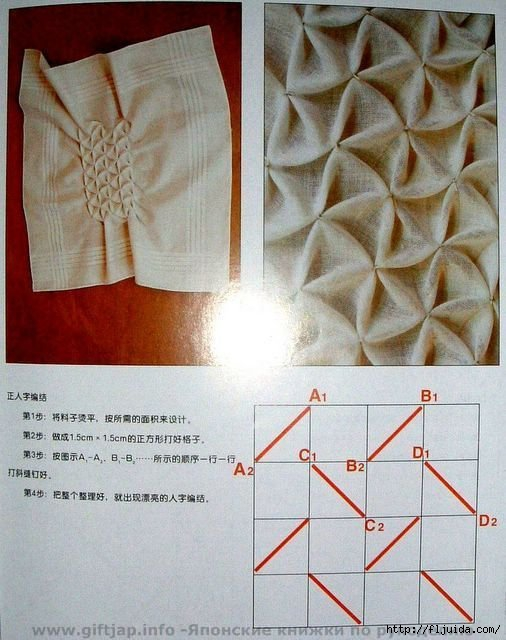 正人字编结
第1步：将料子烫平，按所需的面积来设计。
第2步：做成1.5cm×1.5cm的正方形打好格子。
第3步：按图示A₁-A₂、B₁-B₂……所示的顺序一行一行
打斜缝钉好。
第4步：把整个整理好，就出现漂亮的人字编结。
A1 B1
C1 D1
A2 B2
C2 D2
www.giftjap.info -Японские книжки по р
http://fljuida.com/